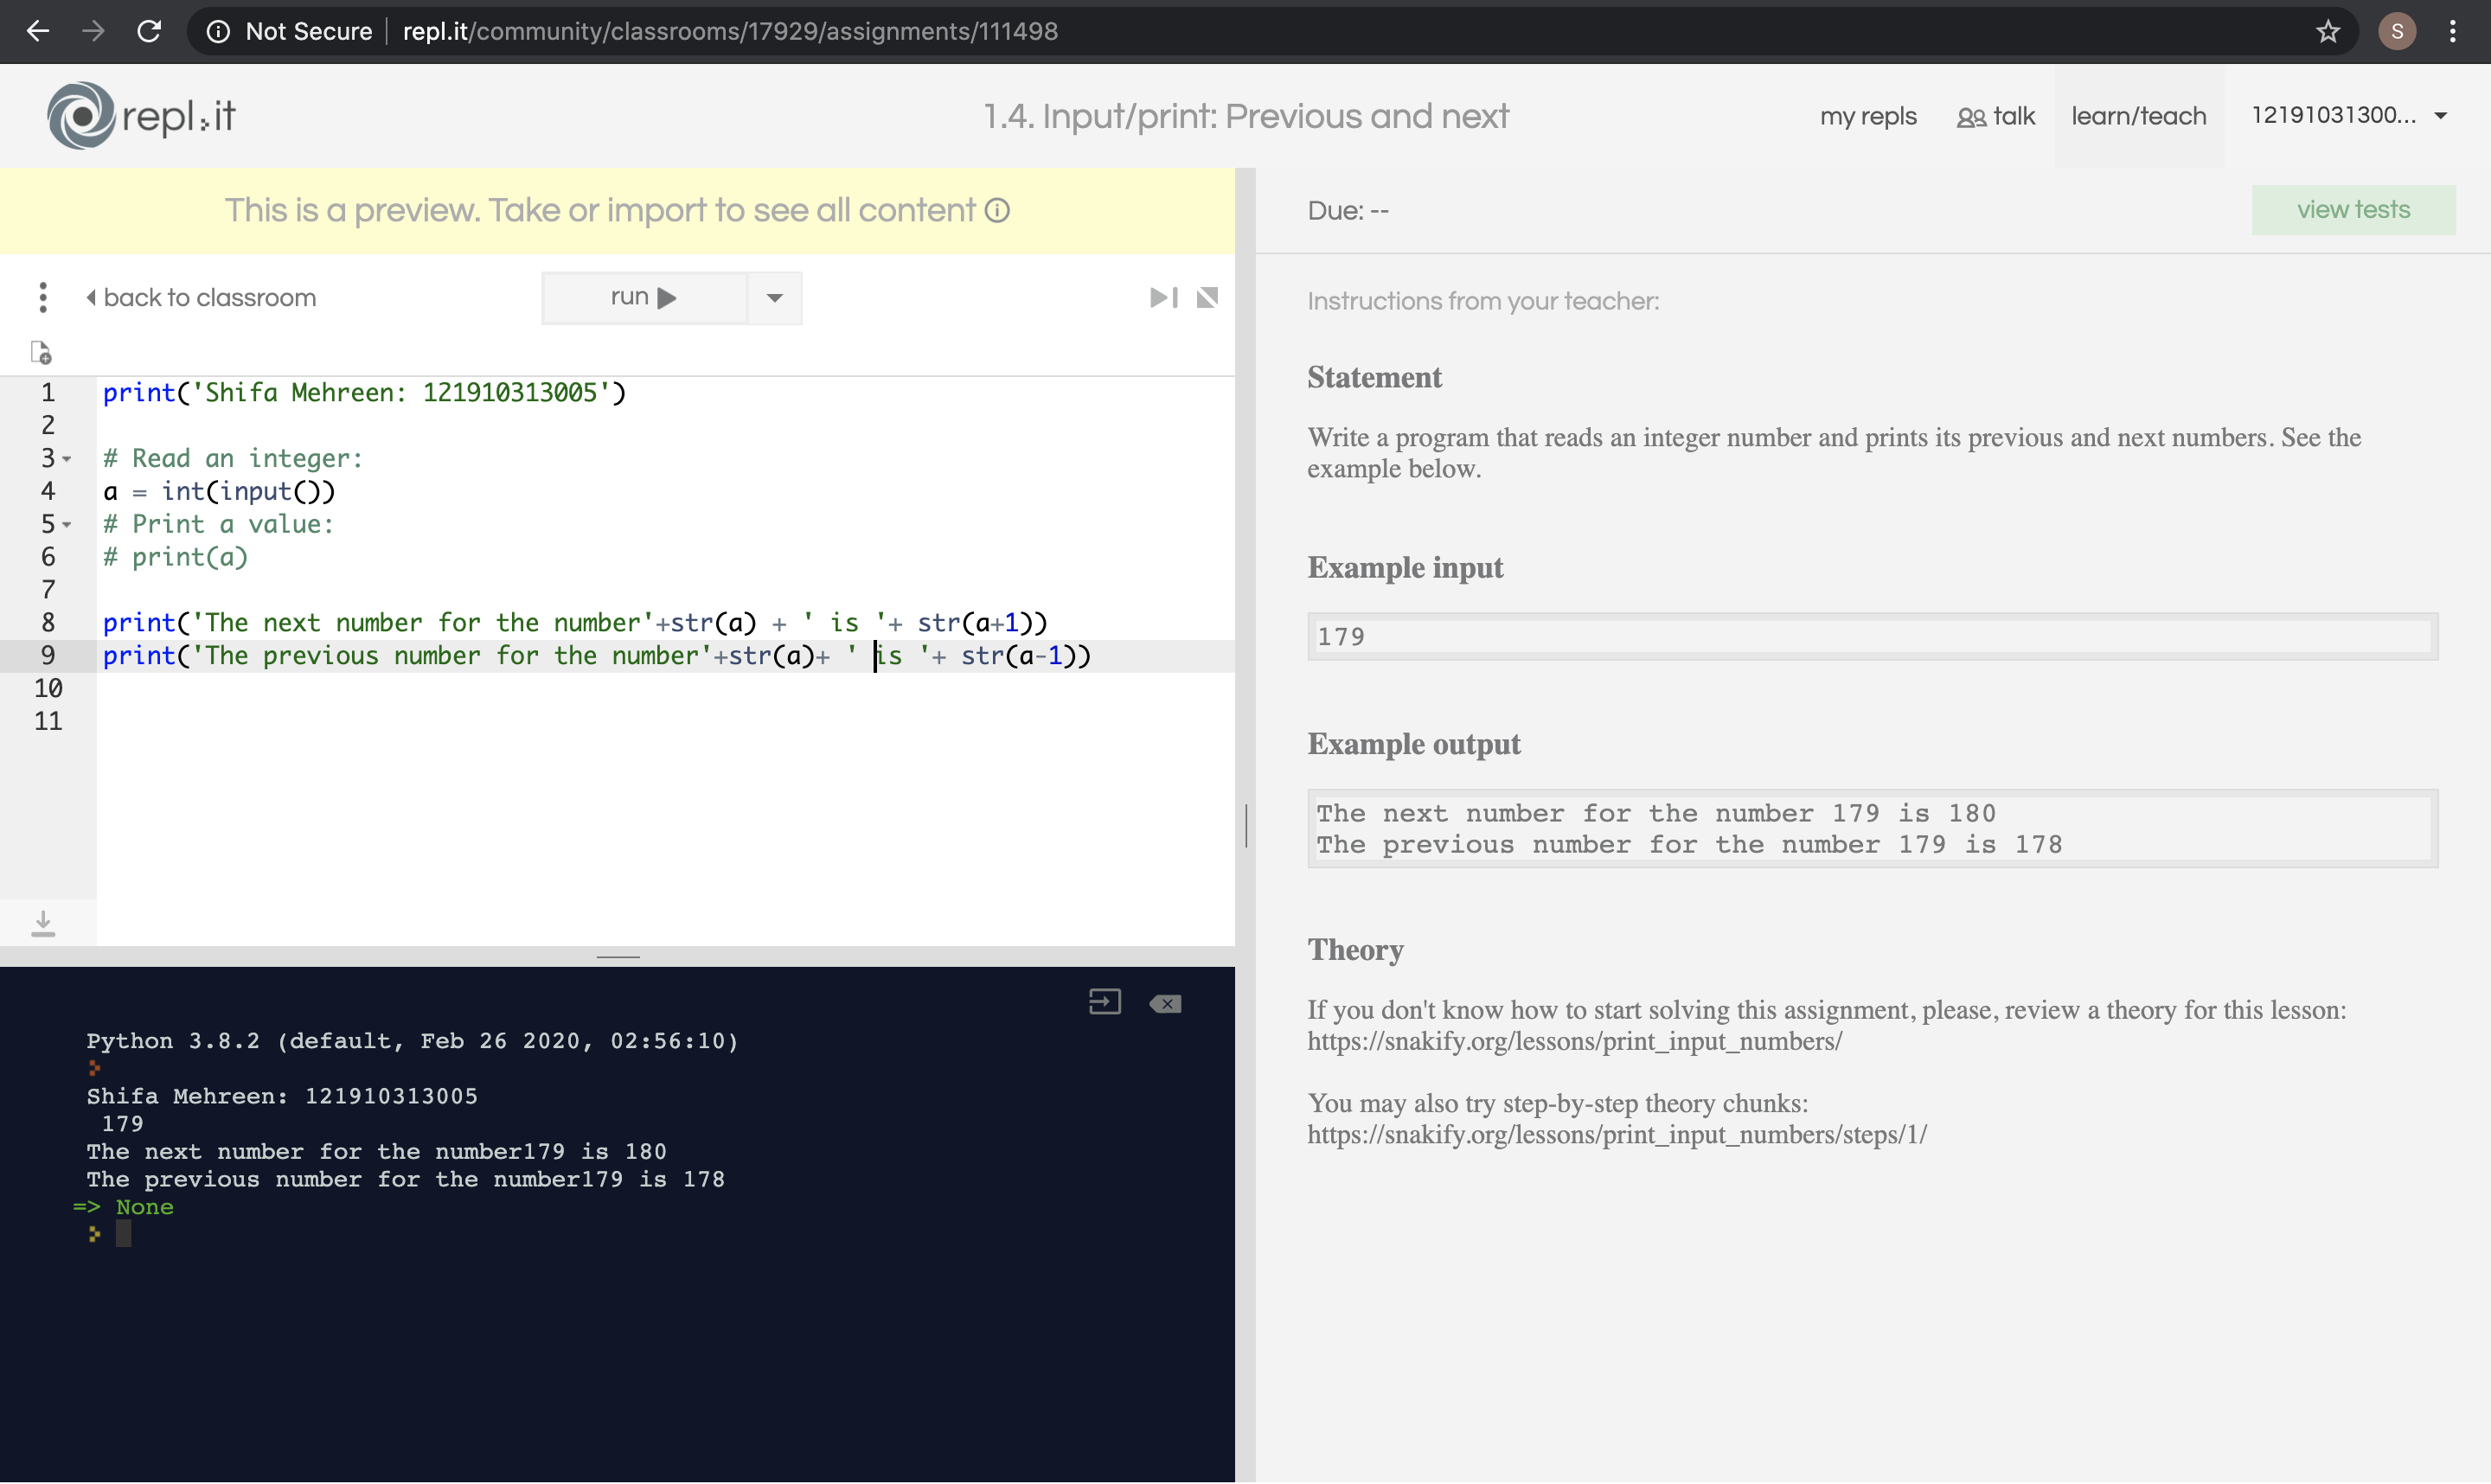 Not Secure repl.it/community/classrooms/17929/assignments/111498 S
repl.it
1.4. Input/print: Previous and next
my repls talk learn/teach 12191031300...
This is a preview. Take or import to see all content
back to classroom
run
1 print('Shifa Mehreen: 121910313005')
2
3 # Read an integer:
4 a = int(input())
5 # Print a value:
6 # print(a)
7
8 print('The next number for the number'+str(a) + ' is '+ str(a+1))
9 print('The previous number for the number'+str(a)+ ' is '+ str(a-1))
10
11
Python 3.8.2 (default, Feb 26 2020, 02:56:10)
Shifa Mehreen: 121910313005
179
The next number for the number179 is 180
The previous number for the number179 is 178
=> None
Due: --
view tests
Instructions from your teacher:
Statement
Write a program that reads an integer number and prints its previous and next numbers. See the
example below.
Example input
179
Example output
The next number for the number 179 is 180
The previous number for the number 179 is 178
Theory
If you don't know how to start solving this assignment, please, review a theory for this lesson:
https://snakify.org/lessons/print_input_numbers/
You may also try step-by-step theory chunks:
https://snakify.org/lessons/print_input_numbers/steps/1/